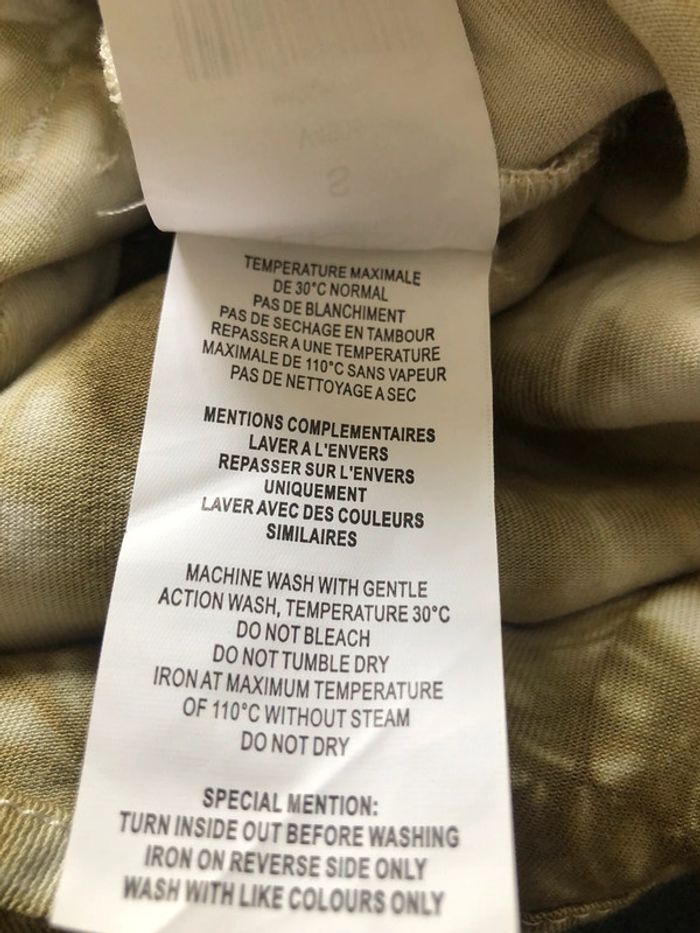 S
TEMPERATURE MAXIMALE
DE 30°C NORMAL
PAS DE BLANCHIMENT
PAS DE SECHAGE EN TAMBOUR
REPASSER A UNE TEMPERATURE
MAXIMALE DE 110°C SANS VAPEUR
PAS DE NETTOYAGE A SEC
MENTIONS COMPLEMENTAIRES
LAVER A L'ENVERS
REPASSER SUR L'ENVERS
UNIQUEMENT
LAVER AVEC DES COULEURS
SIMILAIRES
MACHINE WASH WITH GENTLE
ACTION WASH, TEMPERATURE 30°C
DO NOT BLEACH
DO NOT TUMBLE DRY
IRON AT MAXIMUM TEMPERATURE
OF 110°C WITHOUT STEAM
DO NOT DRY
SPECIAL MENTION:
TURN INSIDE OUT BEFORE WASHING
IRON ON REVERSE SIDE ONLY
WASH WITH LIKE COLOURS ONLY